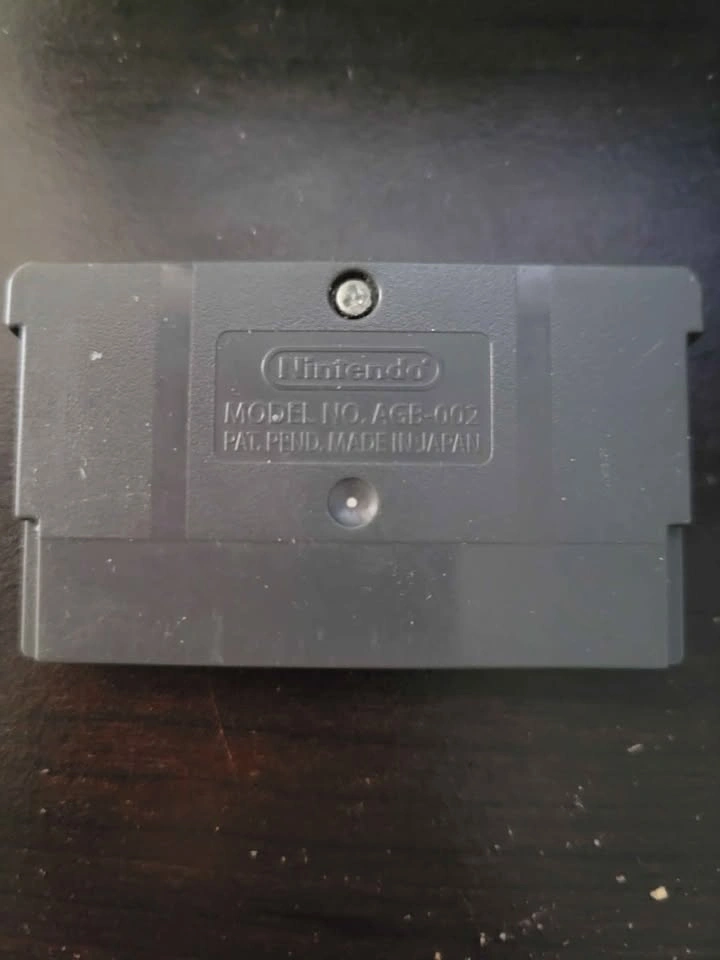 Nintendo®
MODEL NO. AGB-002
PAT. PEND. MADE IN JAPAN